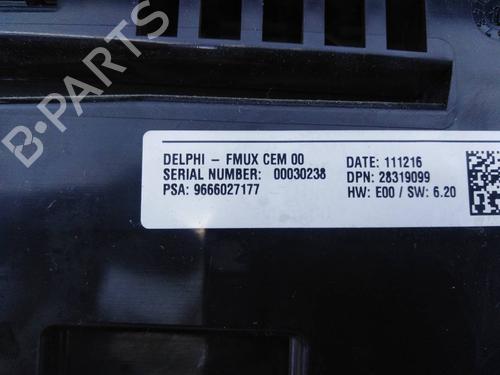 B-PARTS
DELPHI - FMUX CEM 00
SERIAL NUMBER: 00030238
PSA: 9666027177
DATE: 111216
DPN: 28319099
HW: E00 / SW: 6.20